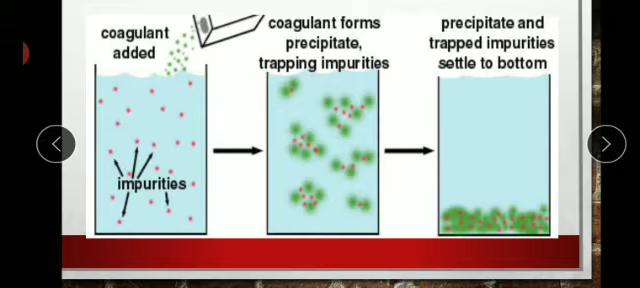 coagulant
added
impurities
coagulant forms
precipitate,
trapping impurities
precipitate and
trapped impurities
settle to bottom